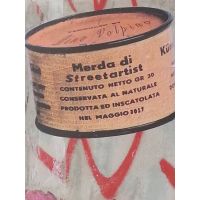 Merda di
Streetartist
CONTENUTO NETTO GR 30
CONSERVATA AL NATURALE
PRODOTTA ED INSCATOLATA
NEL MAGGIO 2017